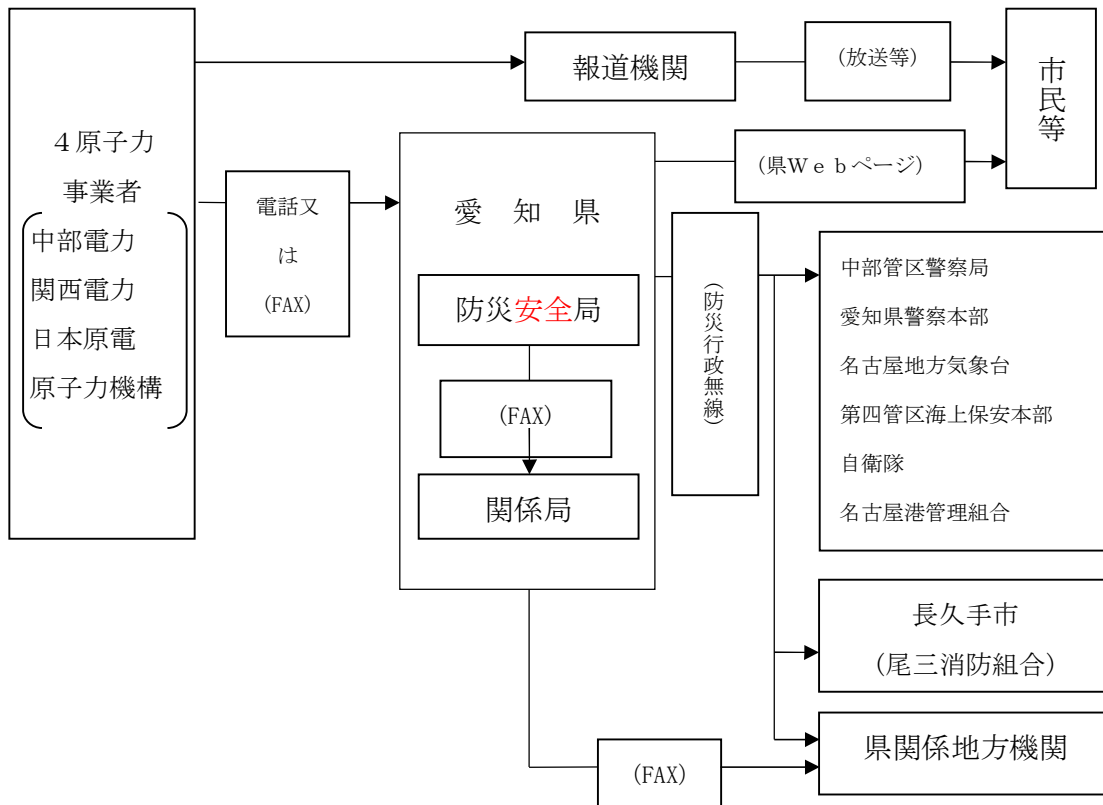 ４原子力
事業者
中部電力
関西電力
日本原電
原子力機構
電話又
は
(FAX)
報道機関
(放送等)
市民等
愛　知　県
(県Ｗｅｂページ)
防災安全局
(FAX)
関係局
(防災行政無線)
中部管区警察局
愛知県警察本部
名古屋地方気象台
第四管区海上保安本部
自衛隊
名古屋港管理組合
長久手市
(尾三消防組合)
県関係地方機関
(FAX)